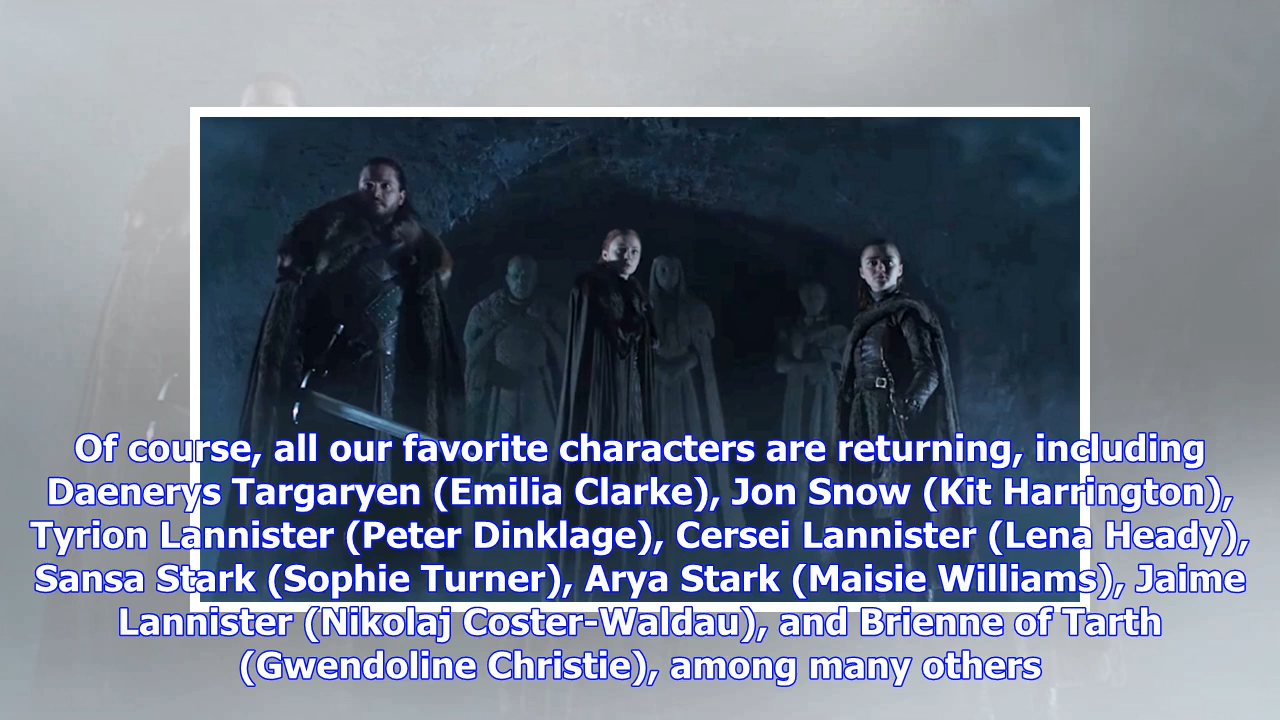 Of course, all our favorite characters are returning, including
Daenerys Targaryen (Emilia Clarke), Jon Snow (Kit Harrington),
Tyrion Lannister (Peter Dinklage), Cersei Lannister (Lena Heady),
Sansa Stark (Sophie Turner), Arya Stark (Maisie Williams), Jaime
Lannister (Nikolaj Coster-Waldau), and Brienne of Tarth
(Gwendoline Christie), among many others